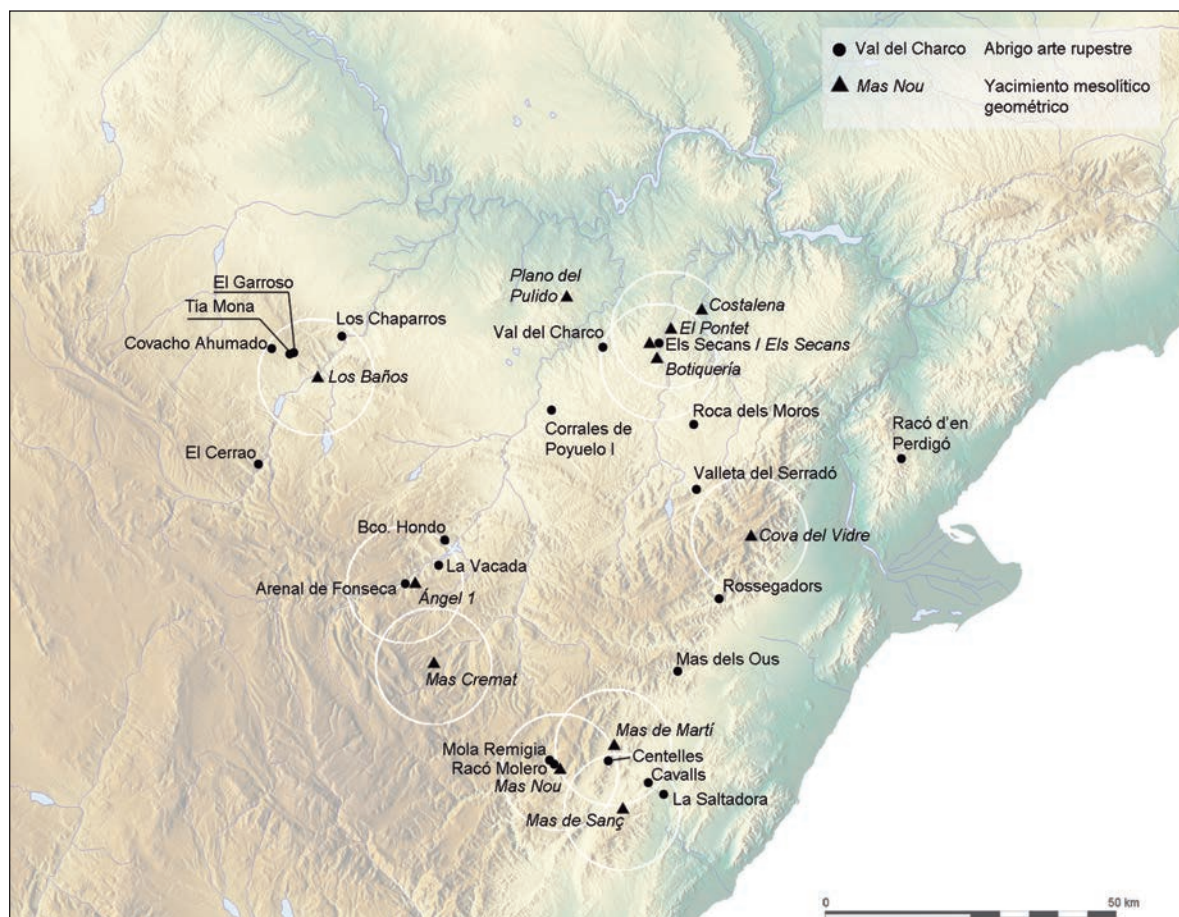 Val del Charco Abrigo arte rupestre
Mas Nou Yacimiento mesolítico
geométrico
El Garroso
Tía Mona
Covacho Ahumado
Los Chaparros
Los Baños
El Cerrao
Plano del
Pulido
Val del Charco
Costalena
El Pontet
Els Secans / Els Secans
Botiquería
Corrales de
Poyuelo I
Roca dels Moros
Racó d'en
Perdigó
Valleta del Serradó
Cova del Vidre
Bco. Hondo
La Vacada
Arenal de Fonseca
Ángel 1
Rossegadors
Mas Cremat
Mas dels Ous
Mas de Martí
Mola Remigia
Centelles
Racó Molero
Mas Nou
Cavalls
La Saltadora
Mas de Sanç
0 50 km